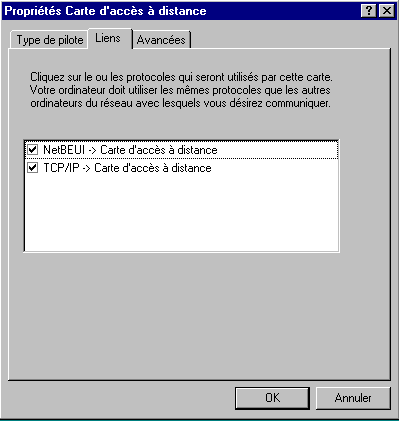 Propriétés Carte d'accès à distance
Type de pilote Liens Avancées
Cliquez sur le ou les protocoles qui seront utilisés par cette carte.
Votre ordinateur doit utiliser les mêmes protocoles que les autres
ordinateurs du réseau avec lesquels vous désirez communiquer.
NetBEUI -> Carte d'accès à distance
TCP/IP -> Carte d'accès à distance
OK Annuler